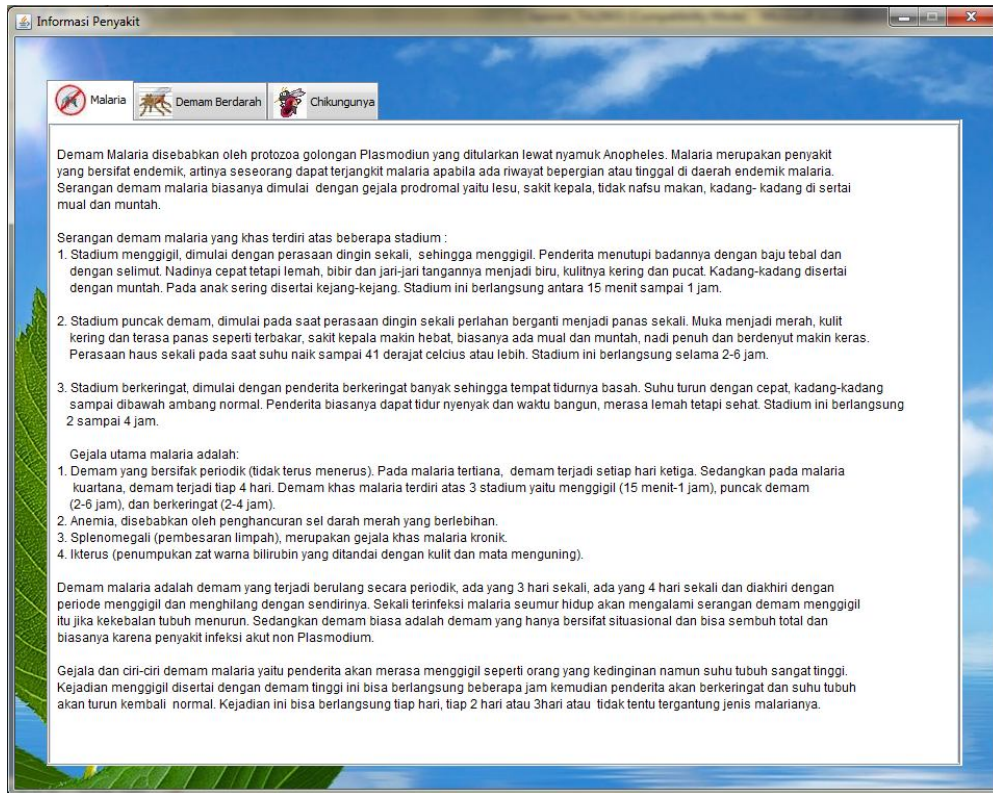 Informasi Penyakit
Malaria
Demam Berdarah
Chikungunya
Demam Malaria disebabkan oleh protozoa golongan Plasmodiun yang ditularkan lewat nyamuk Anopheles. Malaria merupakan penyakit
yang bersifat endemik, artinya seseorang dapat terjangkit malaria apabila ada riwayat bepergian atau tinggal di daerah endemik malaria.
Serangan demam malaria biasanya dimulai dengan gejala prodromal yaitu lesu, sakit kepala, tidak nafsu makan, kadang- kadang di sertai
mual dan muntah.
Serangan demam malaria yang khas terdiri atas beberapa stadium :
1. Stadium menggigil, dimulai dengan perasaan dingin sekali, sehingga menggigil. Penderita menutupi badannya dengan baju tebal dan
dengan selimut. Nadinya cepat tetapi lemah, bibir dan jari-jari tangannya menjadi biru, kulitnya kering dan pucat. Kadang-kadang disertai
dengan muntah. Pada anak sering disertai kejang-kejang. Stadium ini berlangsung antara 15 menit sampai 1 jam.
2. Stadium puncak demam, dimulai pada saat perasaan dingin sekali perlahan berganti menjadi panas sekali. Muka menjadi merah, kulit
kering dan terasa panas seperti terbakar, sakit kepala makin hebat, biasanya ada mual dan muntah, nadi penuh dan berdenyut makin keras.
Perasaan haus sekali pada saat suhu naik sampai 41 derajat celcius atau lebih. Stadium ini berlangsung selama 2-6 jam.
3. Stadium berkeringat, dimulai dengan penderita berkeringat banyak sehingga tempat tidurnya basah. Suhu turun dengan cepat, kadang-kadang
sampai dibawah ambang normal. Penderita biasanya dapat tidur nyenyak dan waktu bangun, merasa lemah tetapi sehat. Stadium ini berlangsung
2 sampai 4 jam.
Gejala utama malaria adalah:
1. Demam yang bersifak periodik (tidak terus menerus). Pada malaria tertiana, demam terjadi setiap hari ketiga. Sedangkan pada malaria
kuartana, demam terjadi tiap 4 hari. Demam khas malaria terdiri atas 3 stadium yaitu menggigil (15 menit-1 jam), puncak demam
(2-6 jam), dan berkeringat (2-4 jam).
2. Anemia, disebabkan oleh penghancuran sel darah merah yang berlebihan.
3. Splenomegali (pembesaran limpah), merupakan gejala khas malaria kronik.
4. Ikterus (penumpukan zat warna bilirubin yang ditandai dengan kulit dan mata menguning).
Demam malaria adalah demam yang terjadi berulang secara periodik, ada yang 3 hari sekali, ada yang 4 hari sekali dan diakhiri dengan
periode menggigil dan menghilang dengan sendirinya. Sekali terinfeksi malaria seumur hidup akan mengalami serangan demam menggigil
itu jika kekebalan tubuh menurun. Sedangkan demam biasa adalah demam yang hanya bersifat situasional dan bisa sembuh total dan
biasanya karena penyakit infeksi akut non Plasmodium.
Gejala dan ciri-ciri demam malaria yaitu penderita akan merasa menggigil seperti orang yang kedinginan namun suhu tubuh sangat tinggi.
Kejadian menggigil disertai dengan demam tinggi ini bisa berlangsung beberapa jam kemudian penderita akan berkeringat dan suhu tubuh
akan turun kembali normal. Kejadian ini bisa berlangsung tiap hari, tiap 2 hari atau 3hari atau tidak tentu tergantung jenis malarianya.